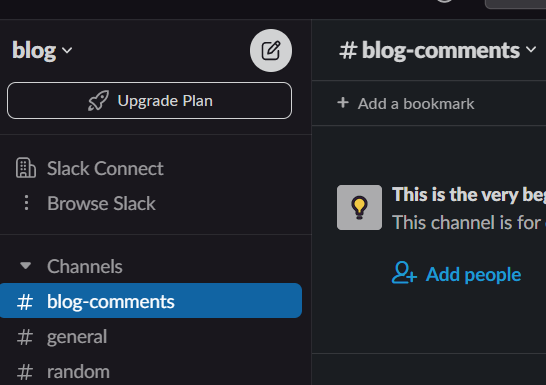 blog
Upgrade Plan
Slack Connect
Browse Slack
Channels
# blog-comments
# general
# random
# blog-comments
+ Add a bookmark
This is the very
This channel is for
Add people